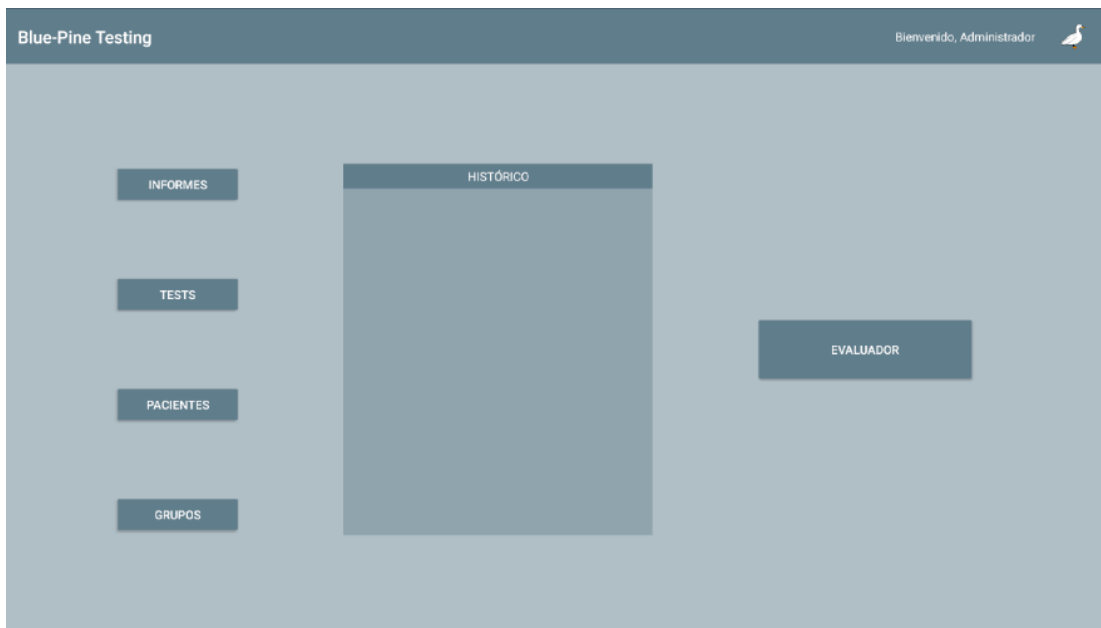 Blue-Pine Testing
Bienvenido, Administrador
INFORMES
TESTS
PACIENTES
GRUPOS
HISTÓRICO
EVALUADOR